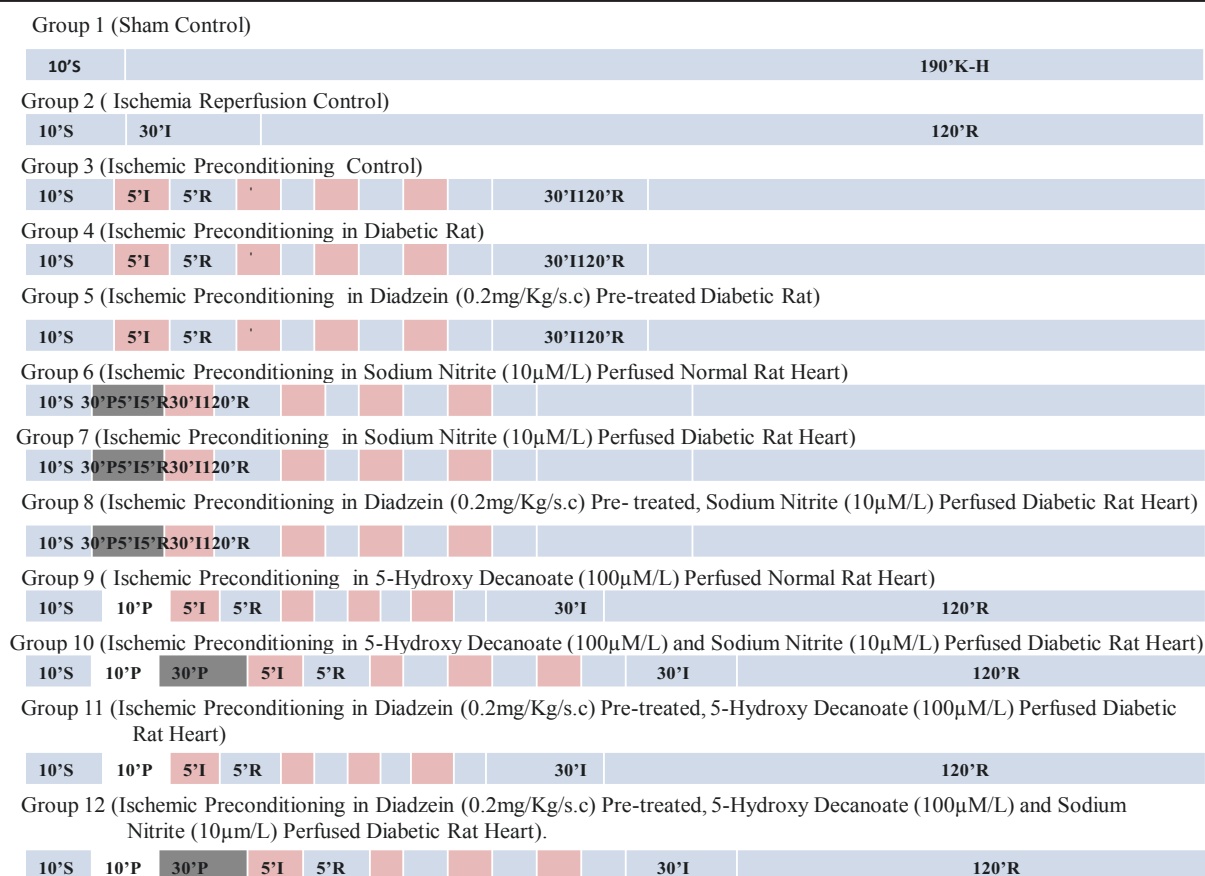 Group 1 (Sham Control)
10’S 190’K-H
Group 2 ( Ischemia Reperfusion Control)
10’S 30’I 120’R
Group 3 (Ischemic Preconditioning Control)
10’S 5’I 5’R ' 30’I120’R
Group 4 (Ischemic Preconditioning in Diabetic Rat)
10’S 5’I 5’R ' 30’I120’R
Group 5 (Ischemic Preconditioning in Diadzein (0.2mg/Kg/s.c) Pre-treated Diabetic Rat)
10’S 5’I 5’R ' 30’I120’R
Group 6 (Ischemic Preconditioning in Sodium Nitrite (10µM/L) Perfused Normal Rat Heart)
10’S 30’P5’I5’R30’I120’R
Group 7 (Ischemic Preconditioning in Sodium Nitrite (10µM/L) Perfused Diabetic Rat Heart)
10’S 30’P5’I5’R30’I120’R
Group 8 (Ischemic Preconditioning in Diadzein (0.2mg/Kg/s.c) Pre- treated, Sodium Nitrite (10µM/L) Perfused Diabetic Rat Heart)
10’S 30’P5’I5’R30’I120’R
Group 9 ( Ischemic Preconditioning in 5-Hydroxy Decanoate (100µM/L) Perfused Normal Rat Heart)
10’S 10’P 5’I 5’R 30’I 120’R
Group 10 (Ischemic Preconditioning in 5-Hydroxy Decanoate (100µM/L) and Sodium Nitrite (10µM/L) Perfused Diabetic Rat Heart)
10’S 10’P 30’P 5’I 5’R 30’I 120’R
Group 11 (Ischemic Preconditioning in Diadzein (0.2mg/Kg/s.c) Pre-treated, 5-Hydroxy Decanoate (100µM/L) Perfused Diabetic
Rat Heart)
10’S 10’P 5’I 5’R 30’I 120’R
Group 12 (Ischemic Preconditioning in Diadzein (0.2mg/Kg/s.c) Pre-treated, 5-Hydroxy Decanoate (100µM/L) and Sodium
Nitrite (10µm/L) Perfused Diabetic Rat Heart).
10’S 10’P 30’P 5’I 5’R 30’I 120’R